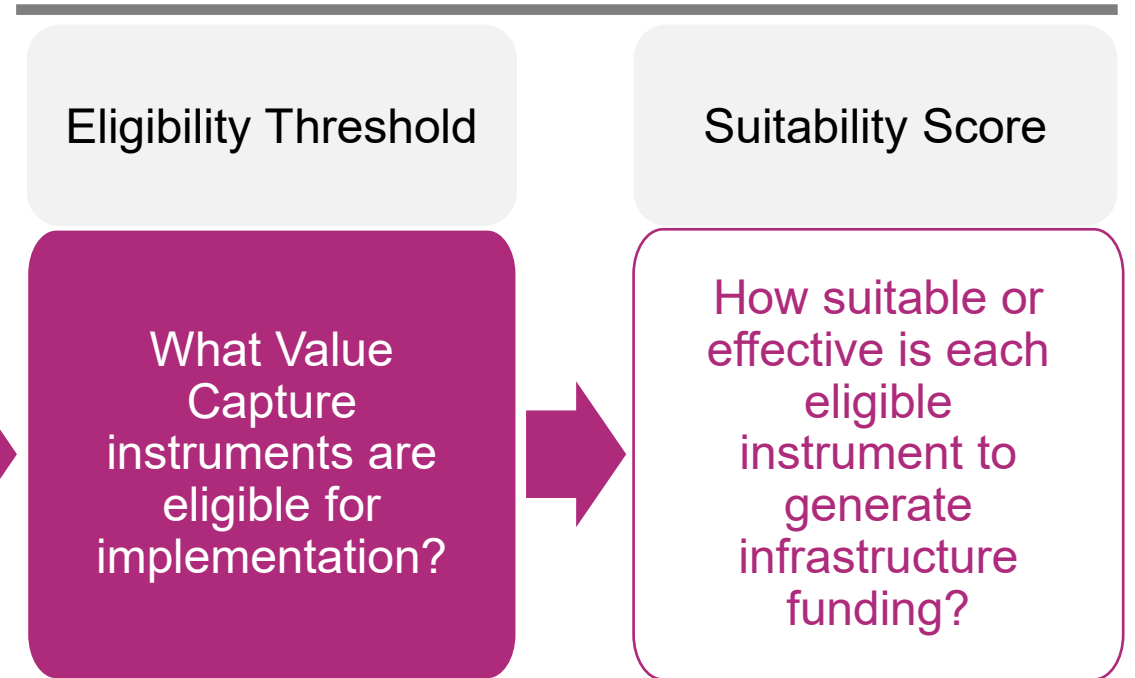 Eligibility Threshold
What Value
Capture
instruments are
eligible for
implementation?
Suitability Score
How suitable or
effective is each
eligible
instrument to
generate
infrastructure
funding?